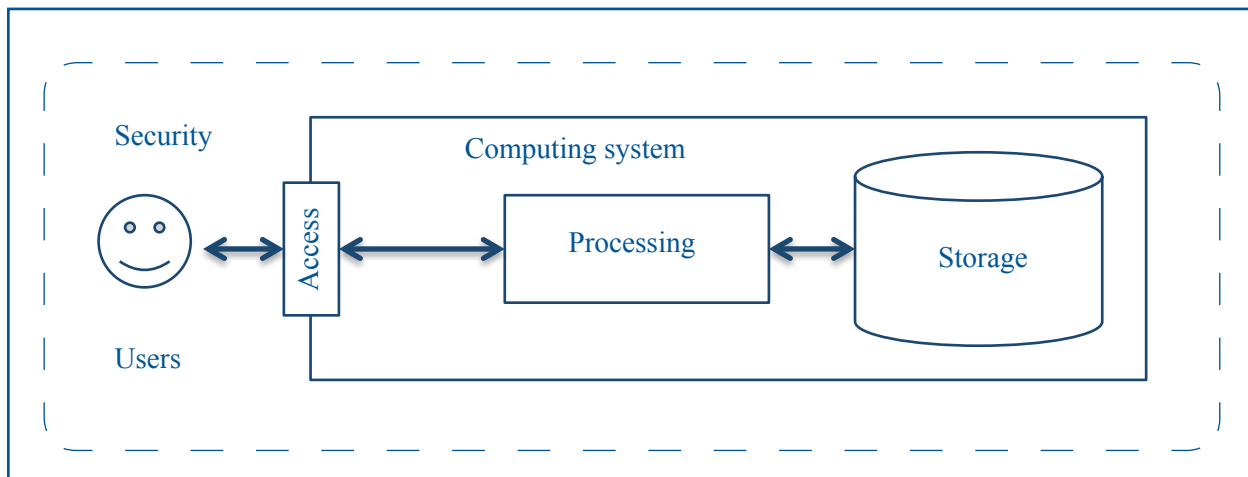 Security
Computing system
Access
Processing
Storage
Users